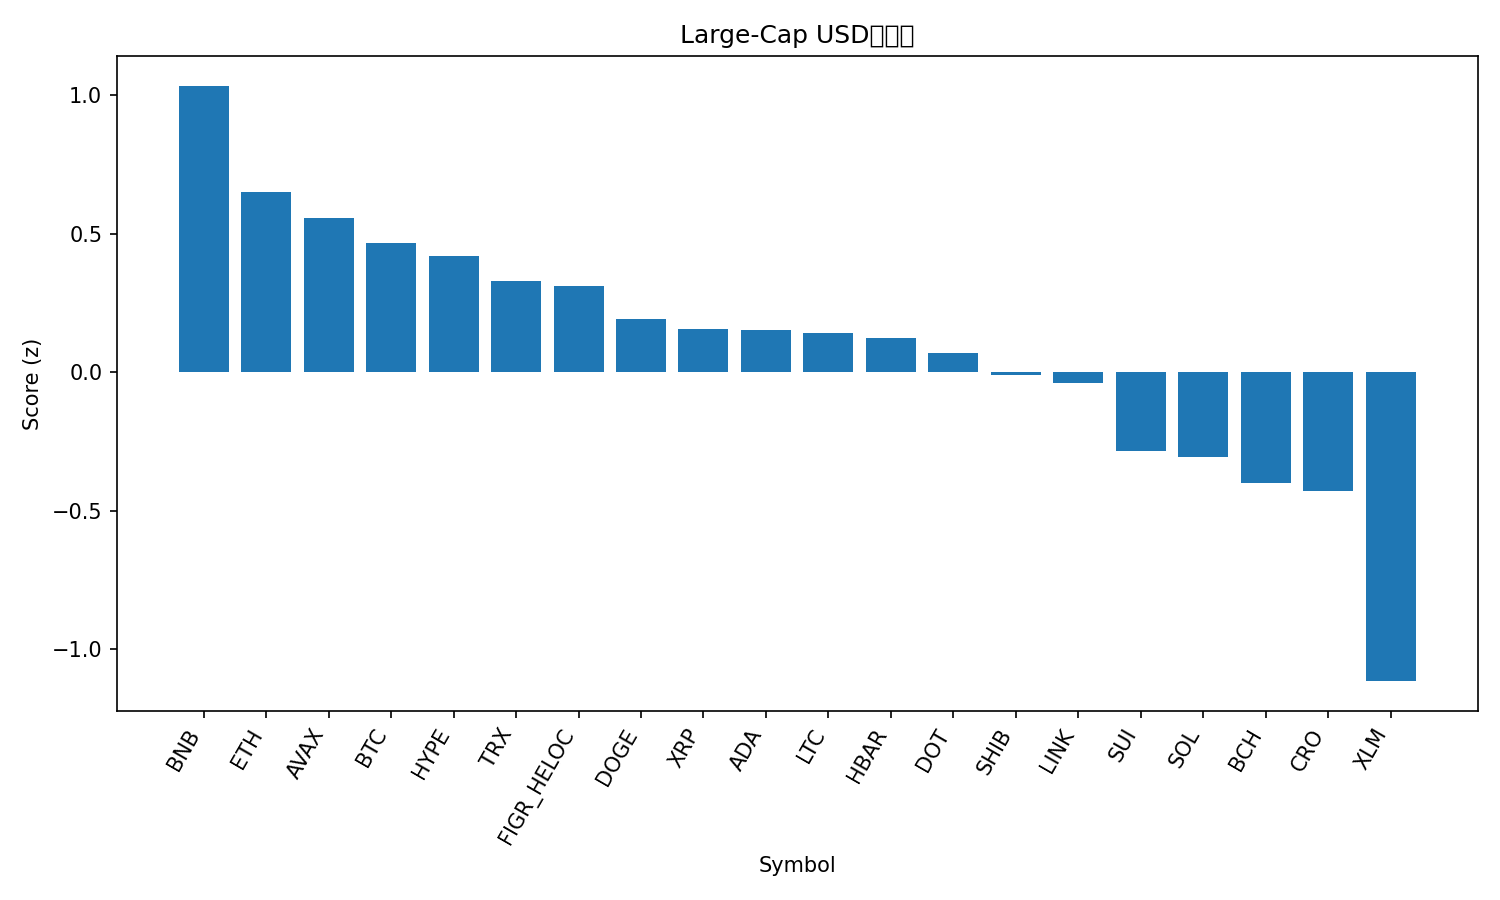 Large-Cap USD
Score (z)
1.0
0.5
0.0
−0.5
−1.0
BNB
ETH
AVAX
BTC
HYPE
TRX
FIGR_HELOC
DOGE
XRP
ADA
LTC
HBAR
DOT
SHIB
LINK
SUI
SOL
BCH
CRO
XLM
Symbol